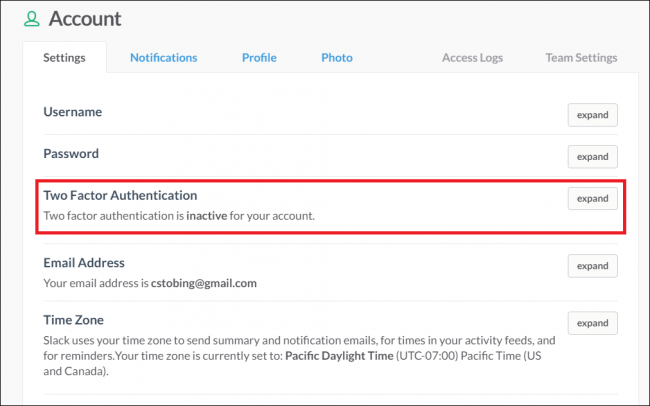 Account
Settings Notifications Profile Photo Access Logs Team Settings
Username expand
Password expand
Two Factor Authentication expand
Two factor authentication is inactive for your account.
Email Address expand
Your email address is cstobing@gmail.com
Time Zone expand
Slack uses your time zone to send summary and notification emails, for times in your activity feeds, and
for reminders.Your time zone is currently set to: Pacific Daylight Time (UTC-07:00) Pacific Time (US
and Canada).